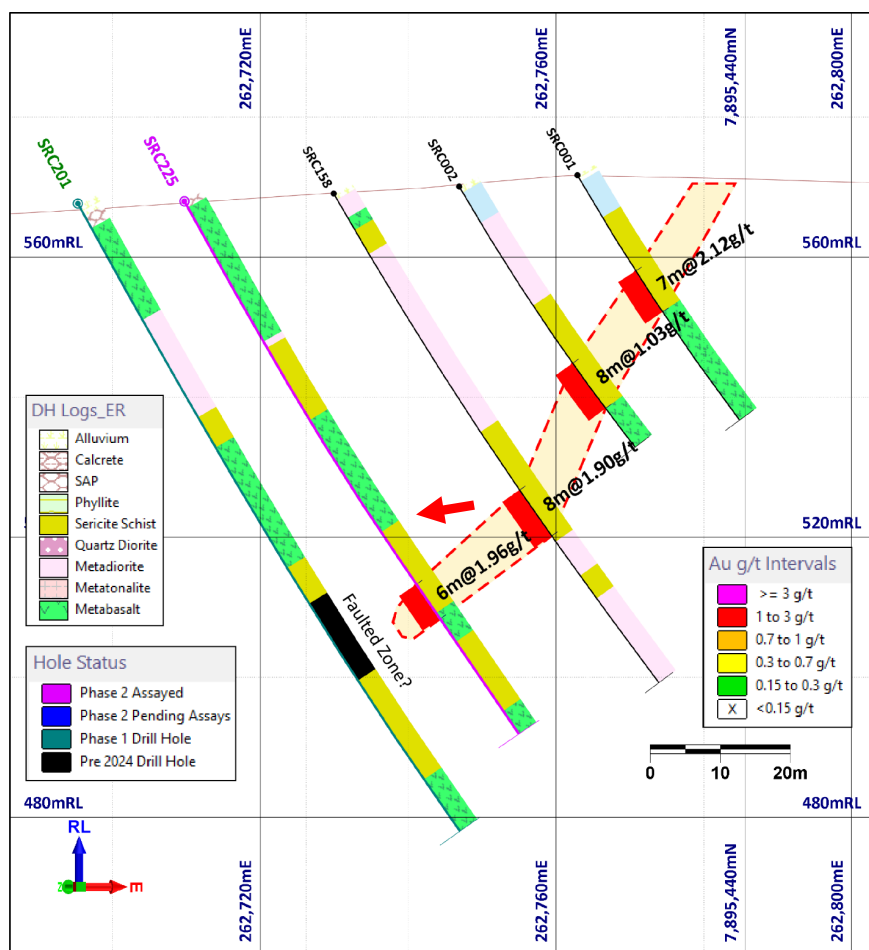 262,720mE
262,760mE
7,895,440mN
262,800mE
SRC201
SRC225
SRC158
SRC002
SRC001
560mRL
560mRL
7m@2.12g/t
8m@1.03g/t
8m@1.90g/t
6m@1.96g/t
Faulted Zone?
DH Logs_ER
Alluvium
Calcrete
SAP
Phyllite
Sericite Schist
Quartz Diorite
Metadiorite
Metatonalite
Metabasalt
520mRL
Hole Status
Phase 2 Assayed
Phase 2 Pending Assays
Phase 1 Drill Hole
Pre 2024 Drill Hole
Au g/t Intervals
>= 3 g/t
1 to 3 g/t
0.7 to 1 g/t
0.3 to 0.7 g/t
0.15 to 0.3 g/t
X <0.15 g/t
0 10 20m
480mRL
480mRL
RL
E
262,720mE
262,760mE
7,895,440mN
262,800mE